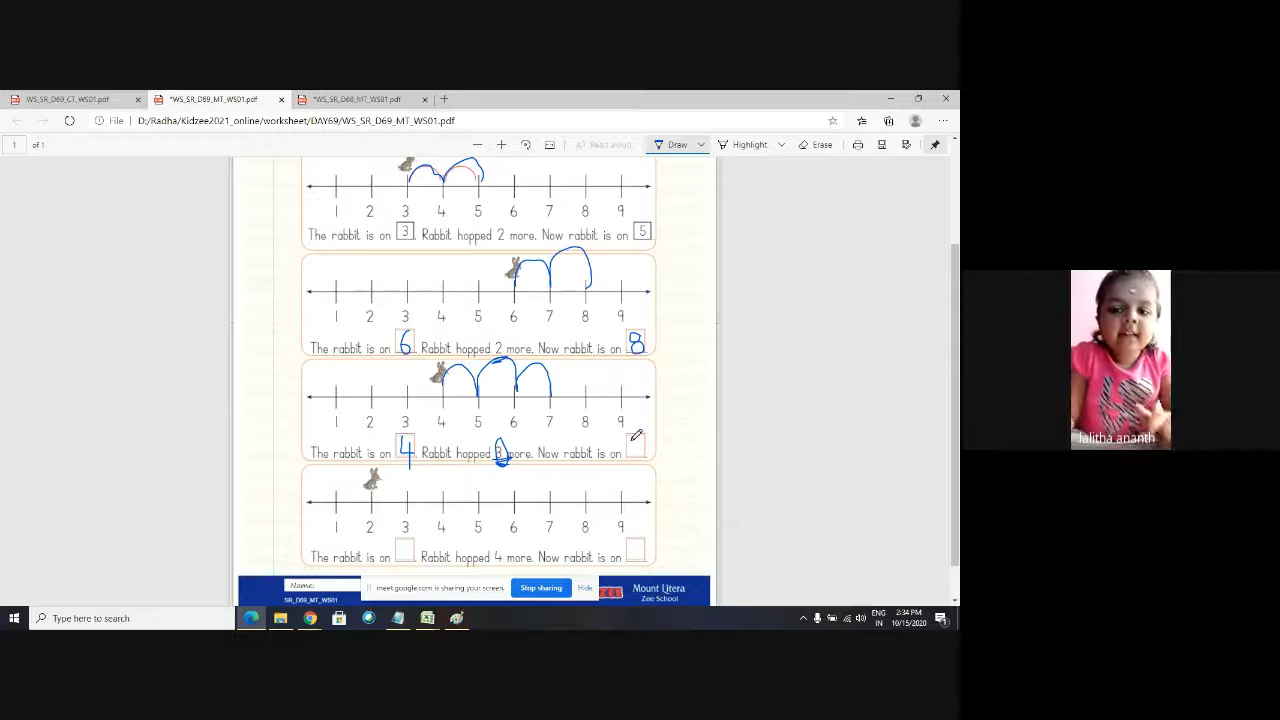 WS_SR_D69_CT_WS01.pdf
*WS_SR_D69_MT_WS01.pdf
*WS_SR_D68_MT_WS01.pdf
File D:/Radha/Kidzee2021_online/worksheet/DAY69/WS_SR_D69_MT_WS01.pdf
1 of 1
Read aloud
Draw
Highlight
Erase
1 2 3 4 5 6 7 8 9
The rabbit is on 3. Rabbit hopped 2 more. Now rabbit is on 5
1 2 3 4 5 6 7 8 9
The rabbit is on 6. Rabbit hopped 2 more. Now rabbit is on 8
1 2 3 4 5 6 7 8 9
The rabbit is on 4. Rabbit hopped 3 more. Now rabbit is on
1 2 3 4 5 6 7 8 9
The rabbit is on . Rabbit hopped 4 more. Now rabbit is on .
lalitha ananth
Name:
SR_D69_MT_WS01
meet.google.com is sharing your screen.
Stop sharing
Hide
ZEE
Mount Litera
Zee School
Type here to search
ENG
IN
2:34 PM
10/15/2020